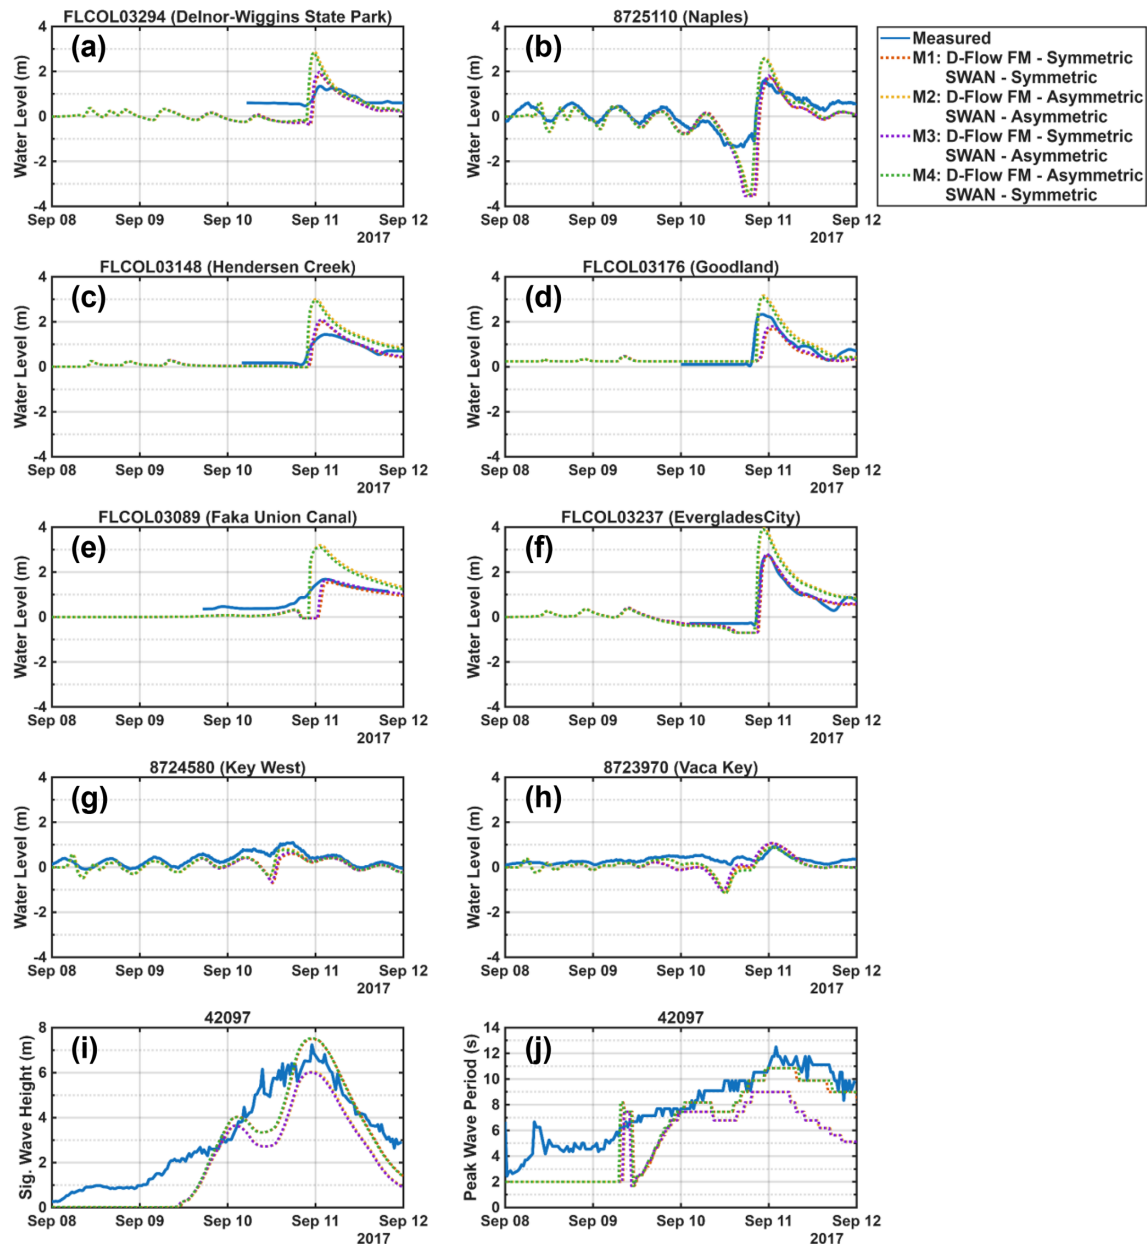 FLCOL03294 (Delnor-Wiggins State Park)
(a)
Water Level (m)
4
2
0
-2
-4
Sep 08 Sep 09 Sep 10 Sep 11 Sep 12
2017
8725110 (Naples)
(b)
Water Level (m)
4
2
0
-2
-4
Sep 08 Sep 09 Sep 10 Sep 11 Sep 12
2017
Measured
M1: D-Flow FM - Symmetric
SWAN - Symmetric
M2: D-Flow FM - Asymmetric
SWAN - Asymmetric
M3: D-Flow FM - Symmetric
SWAN - Asymmetric
M4: D-Flow FM - Asymmetric
SWAN - Symmetric
FLCOL03148 (Hendersen Creek)
(c)
Water Level (m)
4
2
0
-2
-4
Sep 08 Sep 09 Sep 10 Sep 11 Sep 12
2017
FLCOL03176 (Goodland)
(d)
Water Level (m)
4
2
0
-2
-4
Sep 08 Sep 09 Sep 10 Sep 11 Sep 12
2017
FLCOL03089 (Faka Union Canal)
(e)
Water Level (m)
4
2
0
-2
-4
Sep 08 Sep 09 Sep 10 Sep 11 Sep 12
2017
FLCOL03237 (EvergladesCity)
(f)
Water Level (m)
4
2
0
-2
-4
Sep 08 Sep 09 Sep 10 Sep 11 Sep 12
2017
8724580 (Key West)
(g)
Water Level (m)
4
2
0
-2
-4
Sep 08 Sep 09 Sep 10 Sep 11 Sep 12
2017
8723970 (Vaca Key)
(h)
Water Level (m)
4
2
0
-2
-4
Sep 08 Sep 09 Sep 10 Sep 11 Sep 12
2017
42097
(i)
Sig. Wave Height (m)
8
6
4
2
0
Sep 08 Sep 09 Sep 10 Sep 11 Sep 12
2017
42097
(j)
Peak Wave Period (s)
14
12
10
8
6
4
2
0
Sep 08 Sep 09 Sep 10 Sep 11 Sep 12
2017